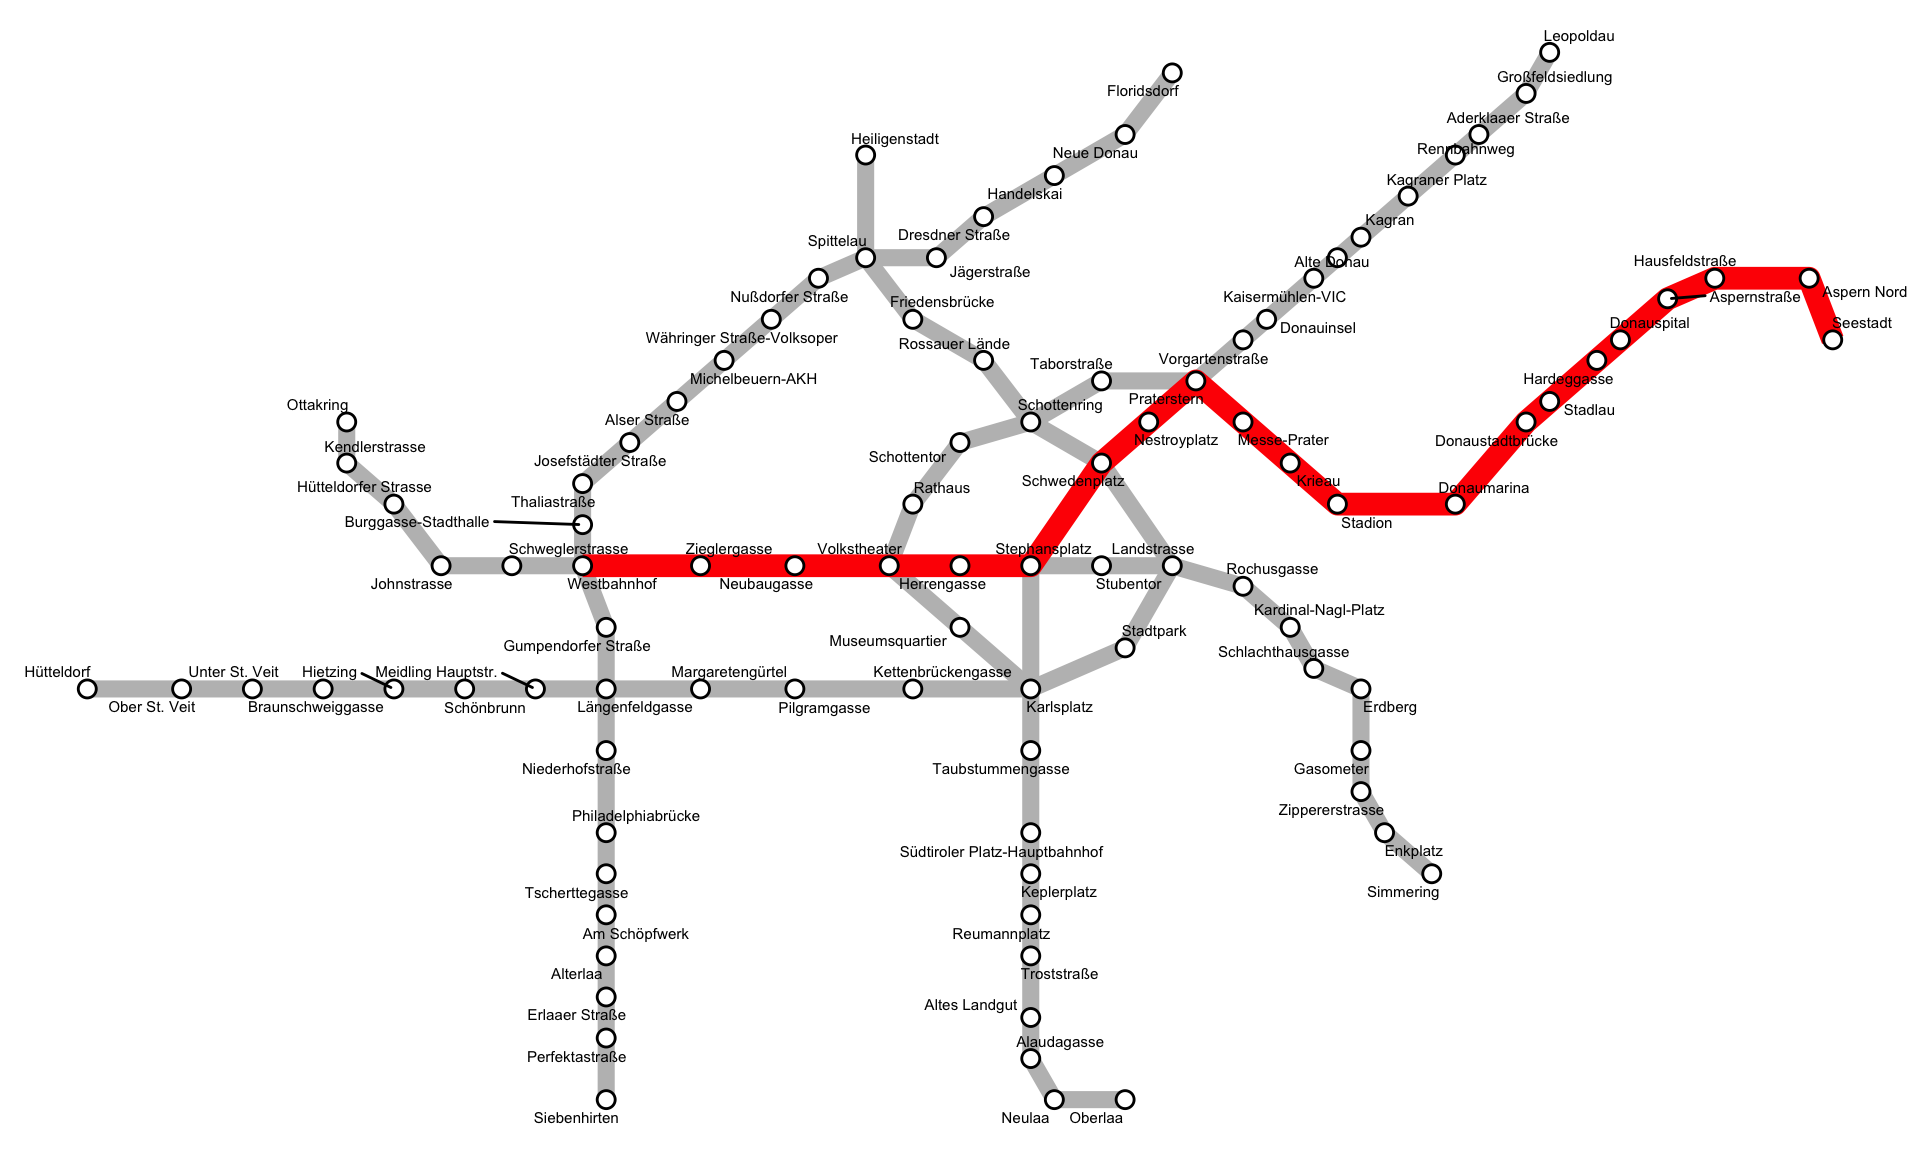 Leopoldau
Großfeldsiedlung
Floridsdorf
Aderklaaer Straße
Heiligenstadt
Neue Donau
Rennbahnweg
Kagraner Platz
Handelskai
Kagran
Dresdner Straße
Spittelau
Alte Donau
Hausfeldstraße
Jägerstraße
Aspern Nord
Nußdorfer Straße
Friedensbrücke
Kaisermühlen-VIC
Aspernstraße
Donauinsel
Donauspital
Seestadt
Währinger Straße-Volksoper
Rossauer Lände
Taborstraße
Vorgartenstraße
Michelbeuern-AKH
Hardeggasse
Ottakring
Schottenring
Praterstern
Stadlau
Alser Straße
Kendlerstrasse
Nestroyplatz
Messe-Prater
Donaustadtbrücke
Josefstädter Straße
Schottentor
Hütteldorfer Strasse
Rathaus
Schwedenplatz
Krieau
Donaumarina
Thaliastraße
Burggasse-Stadthalle
Stadion
Schweglerstrasse
Zieglergasse
Volkstheater
Stephansplatz
Landstrasse
Johnstrasse
Westbahnhof
Neubaugasse
Herrengasse
Stubentor
Rochusgasse
Kardinal-Nagl-Platz
Gumpendorfer Straße
Museumsquartier
Stadtpark
Schlachthausgasse
Hütteldorf
Unter St. Veit
Hietzing
Meidling Hauptstr.
Margaretengürtel
Kettenbrückengasse
Ober St. Veit
Braunschweiggasse
Schönbrunn
Längenfeldgasse
Pilgramgasse
Karlsplatz
Erdberg
Niederhofstraße
Taubstummengasse
Gasometer
Philadelphiabrücke
Zippererstrasse
Südtiroler Platz-Hauptbahnhof
Enkplatz
Tscherttegasse
Keplerplatz
Simmering
Am Schöpfwerk
Reumannplatz
Alterlaa
Troststraße
Erlaaer Straße
Altes Landgut
Perfektastraße
Alaudagasse
Siebenhirten
Neulaa
Oberlaa